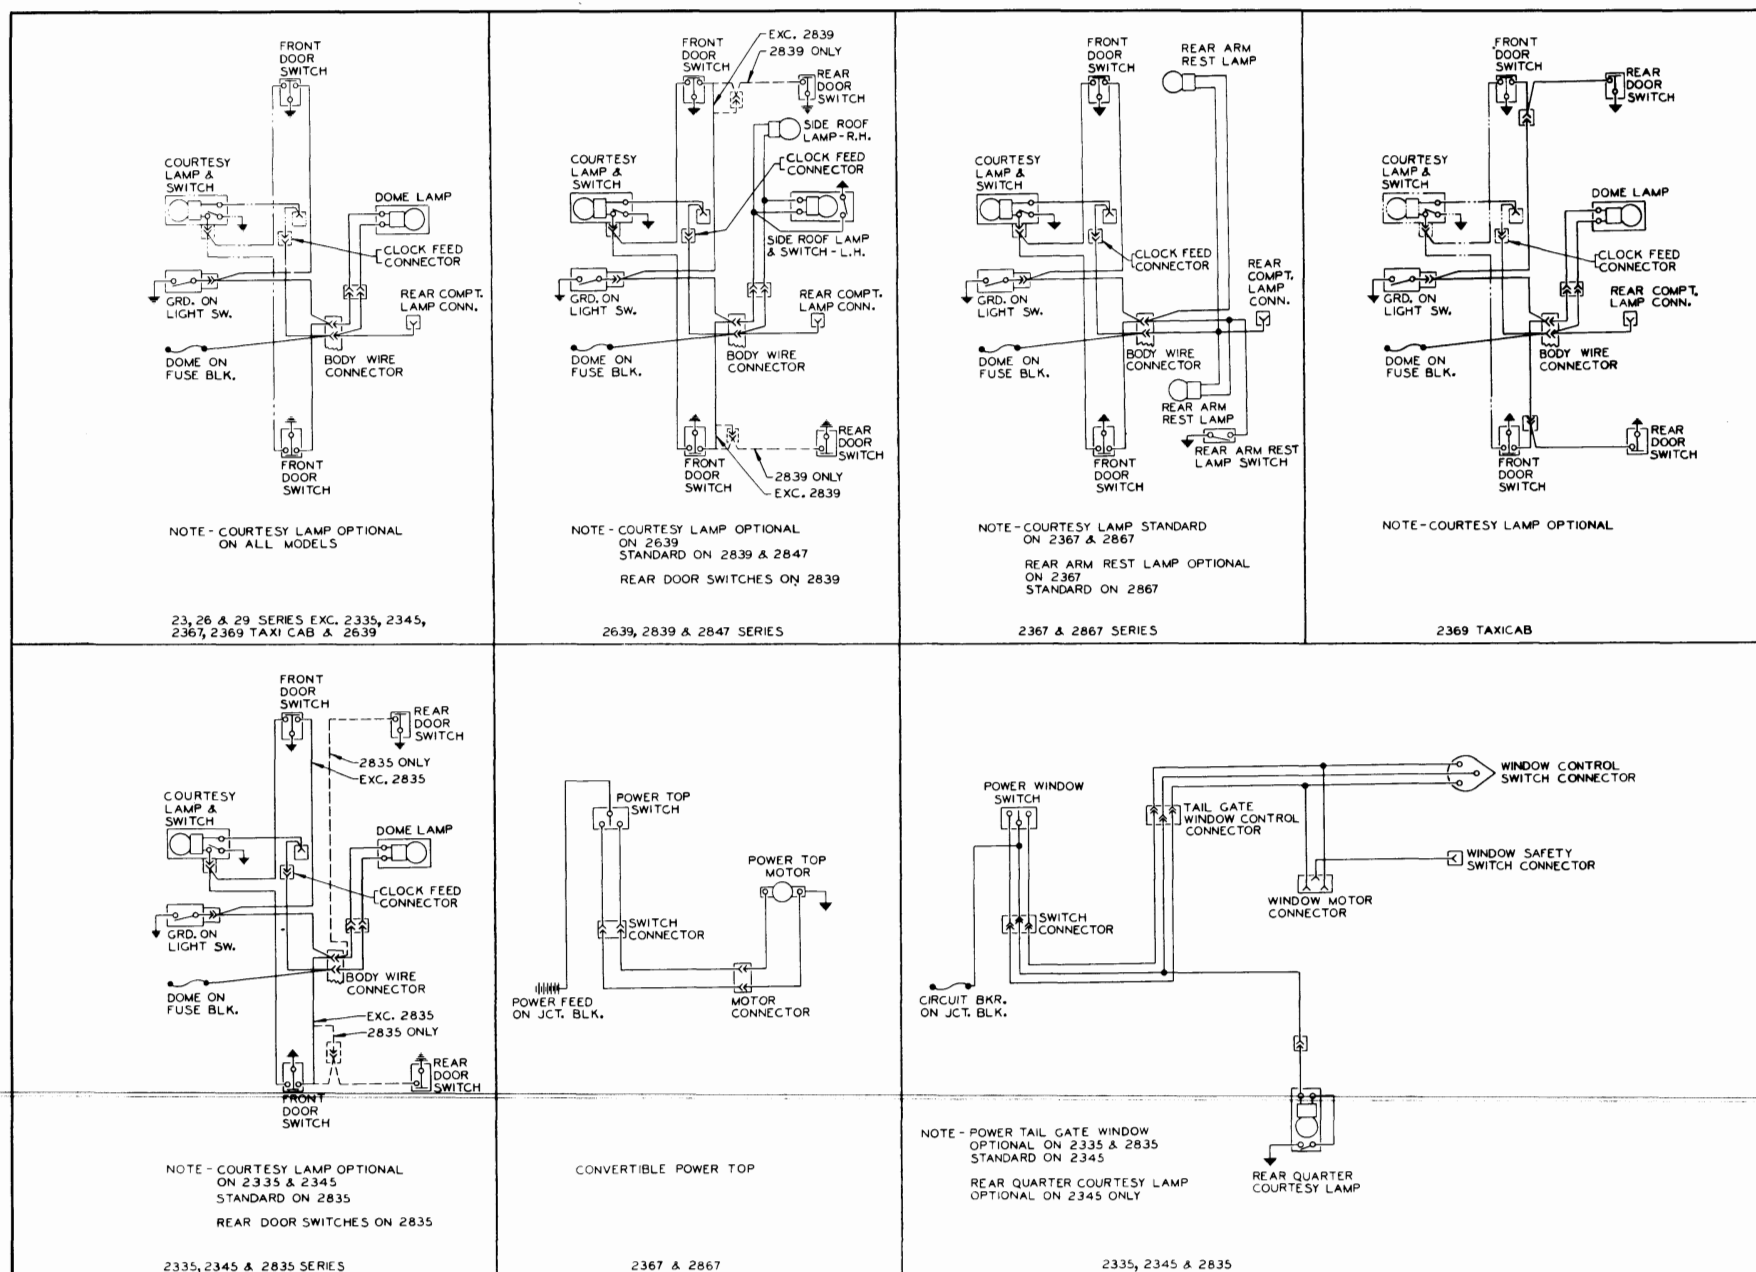 FRONT
DOOR
SWITCH
COURTESY
LAMP &
SWITCH
DOME LAMP
CLOCK FEED
CONNECTOR
GRD. ON
LIGHT SW.
REAR COMPT.
LAMP CONN.
DOME ON
FUSE BLK.
BODY WIRE
CONNECTOR
FRONT
DOOR
SWITCH
NOTE - COURTESY LAMP OPTIONAL
ON ALL MODELS
23, 26 & 29 SERIES EXC. 2335, 2345,
2367, 2369 TAXI CAB & 2639
FRONT
DOOR
SWITCH
EXC. 2839
2839 ONLY
REAR
DOOR
SWITCH
SIDE ROOF
LAMP - R.H.
COURTESY
LAMP &
SWITCH
CLOCK FEED
CONNECTOR
SIDE ROOF LAMP
& SWITCH - L.H.
GRD. ON
LIGHT SW.
REAR COMPT.
LAMP CONN.
DOME ON
FUSE BLK.
BODY WIRE
CONNECTOR
REAR
DOOR
SWITCH
FRONT
DOOR
SWITCH
2839 ONLY
EXC. 2839
NOTE - COURTESY LAMP OPTIONAL
ON 2639
STANDARD ON 2839 & 2847
REAR DOOR SWITCHES ON 2839
2639, 2839 & 2847 SERIES
FRONT
DOOR
SWITCH
REAR ARM
REST LAMP
COURTESY
LAMP &
SWITCH
CLOCK FEED
CONNECTOR
REAR
COMPT.
LAMP
CONN.
GRD. ON
LIGHT SW.
DOME ON
FUSE BLK.
BODY WIRE
CONNECTOR
REAR ARM
REST LAMP
REAR ARM REST
LAMP SWITCH
FRONT
DOOR
SWITCH
NOTE - COURTESY LAMP STANDARD
ON 2367 & 2867
REAR ARM REST LAMP OPTIONAL
ON 2367
STANDARD ON 2867
2367 & 2867 SERIES
FRONT
DOOR
SWITCH
REAR
DOOR
SWITCH
COURTESY
LAMP &
SWITCH
DOME LAMP
CLOCK FEED
CONNECTOR
GRD. ON
LIGHT SW.
REAR COMPT.
LAMP CONN.
DOME ON
FUSE BLK.
BODY WIRE
CONNECTOR
REAR
DOOR
SWITCH
FRONT
DOOR
SWITCH
NOTE - COURTESY LAMP OPTIONAL
2369 TAXICAB
FRONT
DOOR
SWITCH
REAR
DOOR
SWITCH
2835 ONLY
EXC. 2835
COURTESY
LAMP &
SWITCH
DOME LAMP
CLOCK FEED
CONNECTOR
GRD. ON
LIGHT SW.
BODY WIRE
CONNECTOR
DOME ON
FUSE BLK.
EXC. 2835
2835 ONLY
REAR
DOOR
SWITCH
FRONT
DOOR
SWITCH
NOTE - COURTESY LAMP OPTIONAL
ON 2335 & 2345
STANDARD ON 2835
REAR DOOR SWITCHES ON 2835
2335, 2345 & 2835 SERIES
POWER TOP
SWITCH
POWER TOP
MOTOR
SWITCH
CONNECTOR
POWER FEED
ON JCT. BLK.
MOTOR
CONNECTOR
CONVERTIBLE POWER TOP
2367 & 2867
POWER WINDOW
SWITCH
TAIL GATE
WINDOW CONTROL
CONNECTOR
WINDOW CONTROL
SWITCH CONNECTOR
WINDOW SAFETY
SWITCH CONNECTOR
WINDOW MOTOR
CONNECTOR
SWITCH
CONNECTOR
CIRCUIT BKR.
ON JCT. BLK.
NOTE - POWER TAIL GATE WINDOW
OPTIONAL ON 2335 & 2835
STANDARD ON 2345
REAR QUARTER COURTESY LAMP
OPTIONAL ON 2345 ONLY
REAR QUARTER
COURTESY LAMP
2335, 2345 & 2835